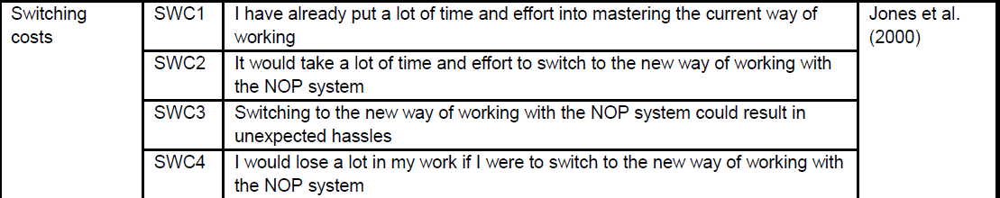 Switching costs
SWC1
I have already put a lot of time and effort into mastering the current way of
working
Jones et al. (2000)
SWC2
It would take a lot of time and effort to switch to the new way of working with
the NOP system
SWC3
Switching to the new way of working with the NOP system could result in
unexpected hassles
SWC4
I would lose a lot in my work if I were to switch to the new way of working with
the NOP system